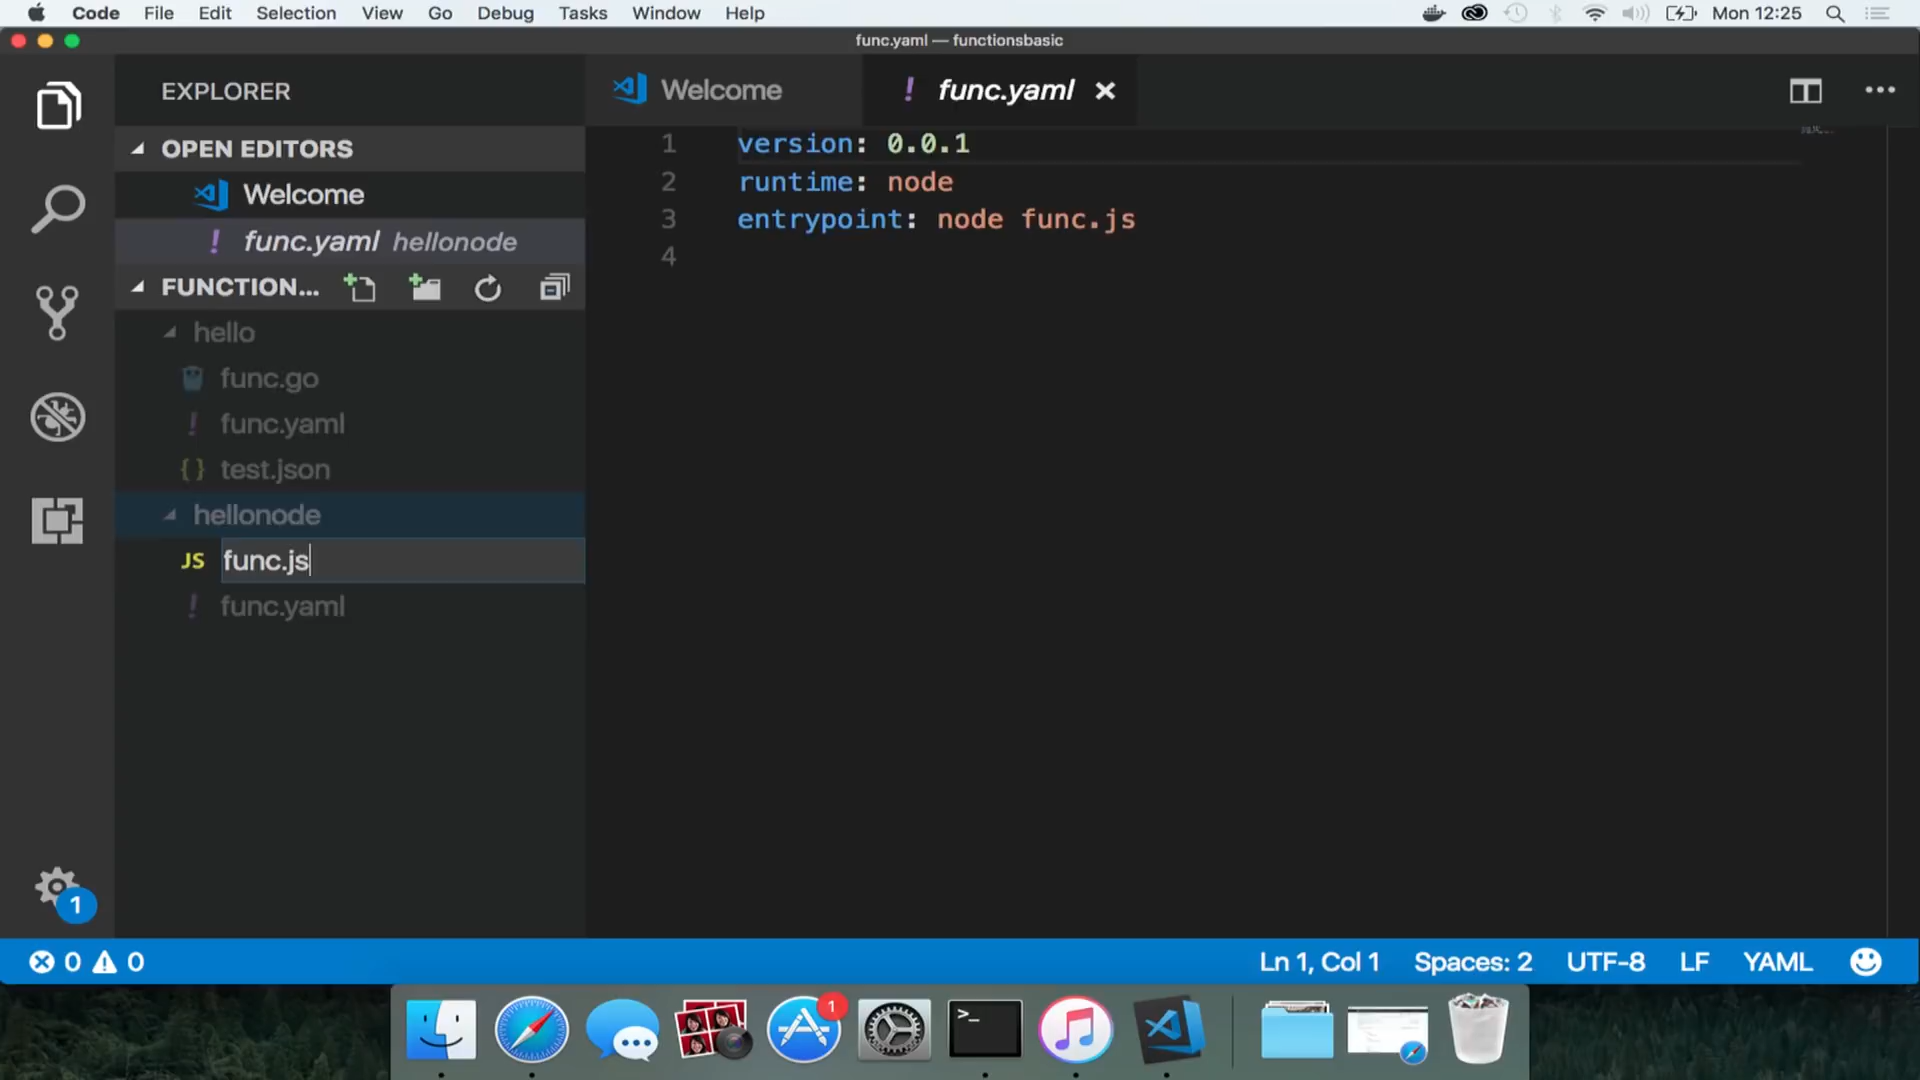 Code File Edit Selection View Go Debug Tasks Window Help Mon 12:25
func.yaml — functionsbasic
EXPLORER
Welcome
! func.yaml
OPEN EDITORS
Welcome
! func.yaml hellonode
FUNCTION...
hello
func.go
! func.yaml
{ } test.json
hellonode
JS func.js
! func.yaml
1 version: 0.0.1
2 runtime: node
3 entrypoint: node func.js
4
1
0 0 Ln 1, Col 1 Spaces: 2 UTF-8 LF YAML
1
>_